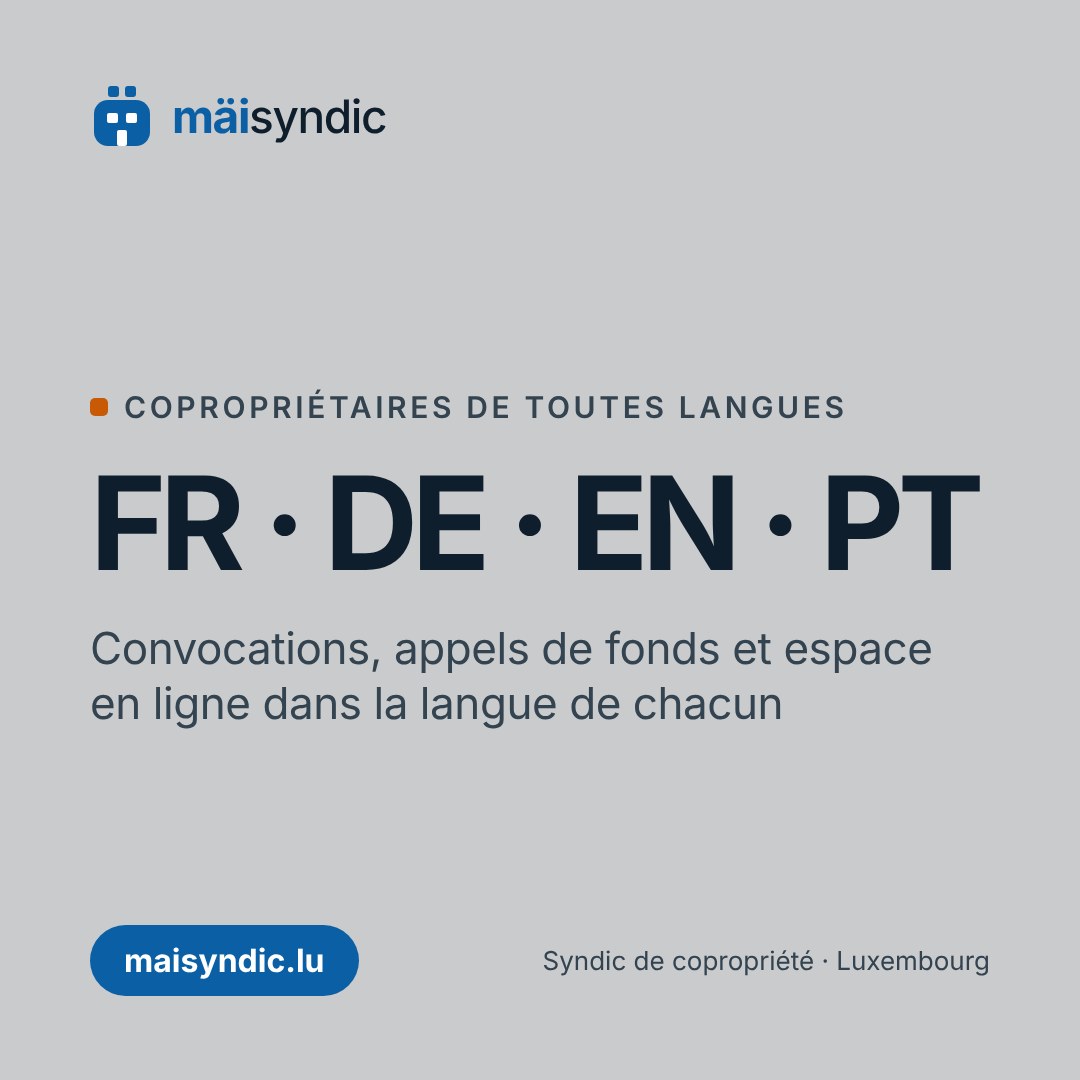 mäisyndic
COPROPRIÉTAIRES DE TOUTES LANGUES
FR · DE · EN · PT
Convocations, appels de fonds et espace
en ligne dans la langue de chacun
maisyndic.lu
Syndic de copropriété · Luxembourg